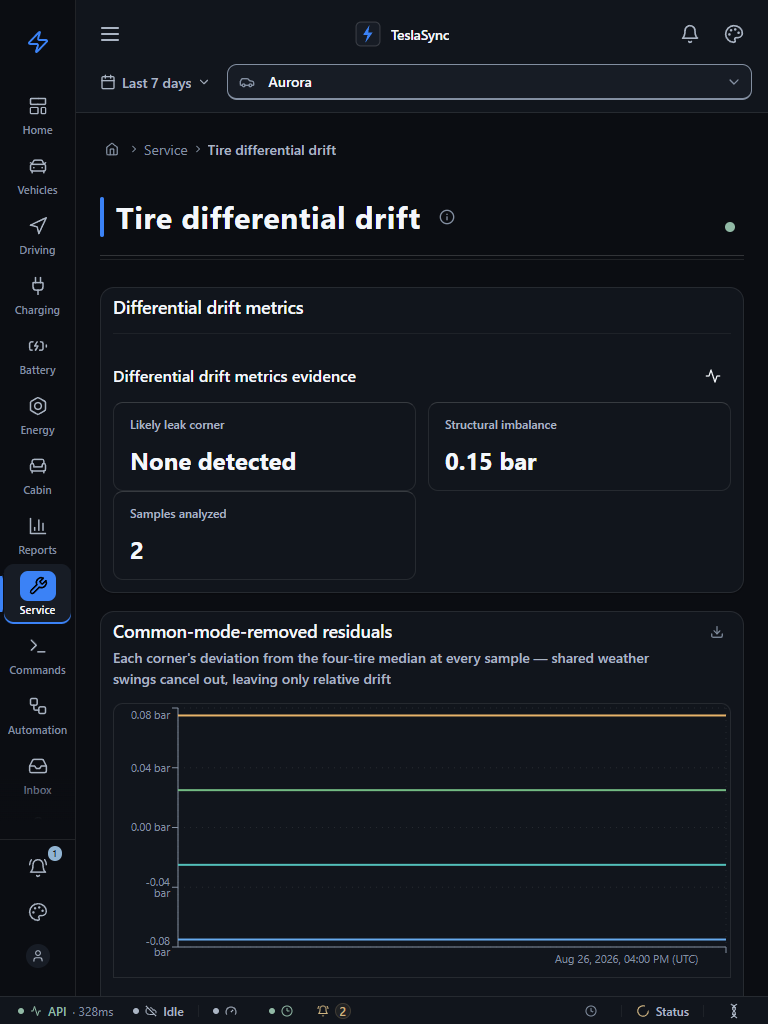 TeslaSync
Last 7 days
Aurora
Home
Vehicles
Driving
Charging
Battery
Energy
Cabin
Reports
Service
Commands
Automation
Inbox
1
Service
Tire differential drift
Tire differential drift
Differential drift metrics
Differential drift metrics evidence
Likely leak corner
None detected
Structural imbalance
0.15 bar
Samples analyzed
2
Common-mode-removed residuals
Each corner's deviation from the four-tire median at every sample — shared weather
swings cancel out, leaving only relative drift
0.08 bar
0.04 bar
0.00 bar
-0.04
bar
-0.08
bar
Aug 26, 2026, 04:00 PM (UTC)
API · 328ms
Idle
2
Status